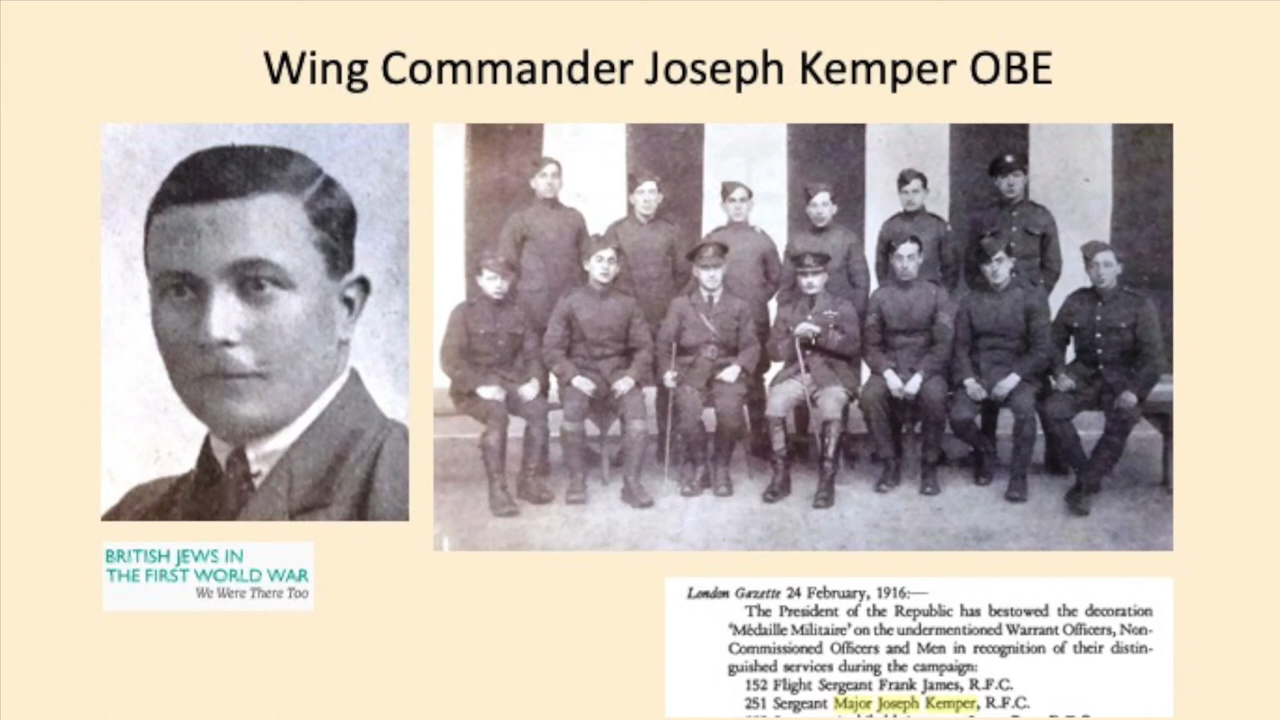 Wing Commander Joseph Kemper OBE
BRITISH JEWS IN
THE FIRST WORLD WAR
We Were There Too
London Gazette 24 February, 1916:—
The President of the Republic has bestowed the decoration
'Médaille Militaire' on the undermentioned Warrant Officers, Non-
Commissioned Officers and Men in recognition of their distin-
guished services during the campaign:
152 Flight Sergeant Frank James, R.F.C.
251 Sergeant Major Joseph Kemper, R.F.C.